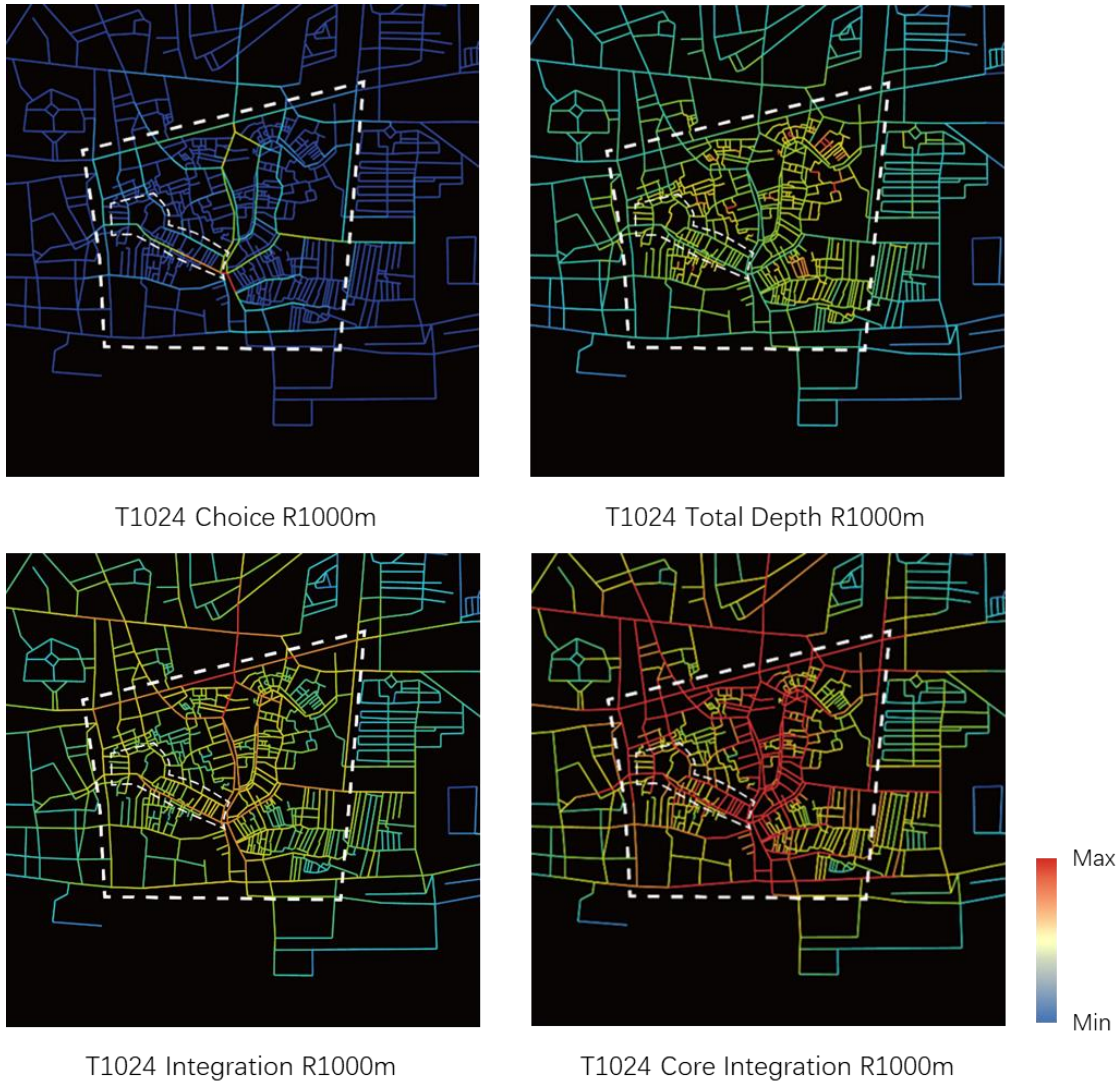 T1024 Choice R1000m
T1024 Total Depth R1000m
T1024 Integration R1000m
T1024 Core Integration R1000m
Max
Min